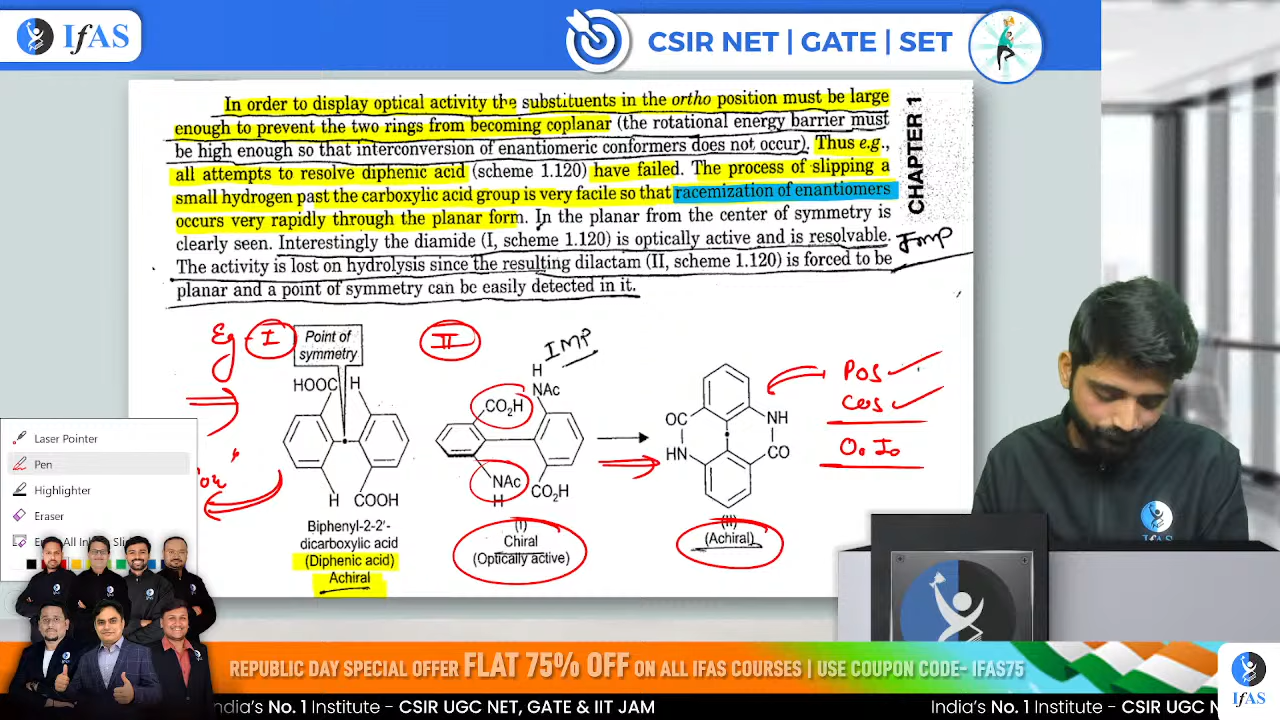 IfAS
CSIR NET | GATE | SET
In order to display optical activity the substituents in the ortho position must be large
enough to prevent the two rings from becoming coplanar (the rotational energy barrier must
be high enough so that interconversion of enantiomeric conformers does not occur). Thus e.g.,
all attempts to resolve diphenic acid (scheme 1.120) have failed. The process of slipping a
small hydrogen past the carboxylic acid group is very facile so that racemization of enantiomers
occurs very rapidly through the planar form. In the planar from the center of symmetry is
clearly seen. Interestingly the diamide (I, scheme 1.120) is optically active and is resolvable.
The activity is lost on hydrolysis since the resulting dilactam (II, scheme 1.120) is forced to be
planar and a point of symmetry can be easily detected in it.
CHAPTER 1
Imp
Eg - I
Point of
symmetry
II
IMP
HOOC H
H
NAc
CO₂H
H COOH
NAc
H
CO₂H
OC NH
HN CO
POS
COS
O. I.
Biphenyl-2-2'-
dicarboxylic acid
(Diphenic acid)
Achiral
(I)
Chiral
(Optically active)
(II)
(Achiral)
Laser Pointer
Pen
Highlighter
Eraser
REPUBLIC DAY SPECIAL OFFER FLAT 75% OFF ON ALL IFAS COURSES | USE COUPON CODE- IFAS75
ndia's No. 1 Institute - CSIR UGC NET, GATE & IIT JAM
India's No. 1 Institute - CSIR UGC N
IfAS